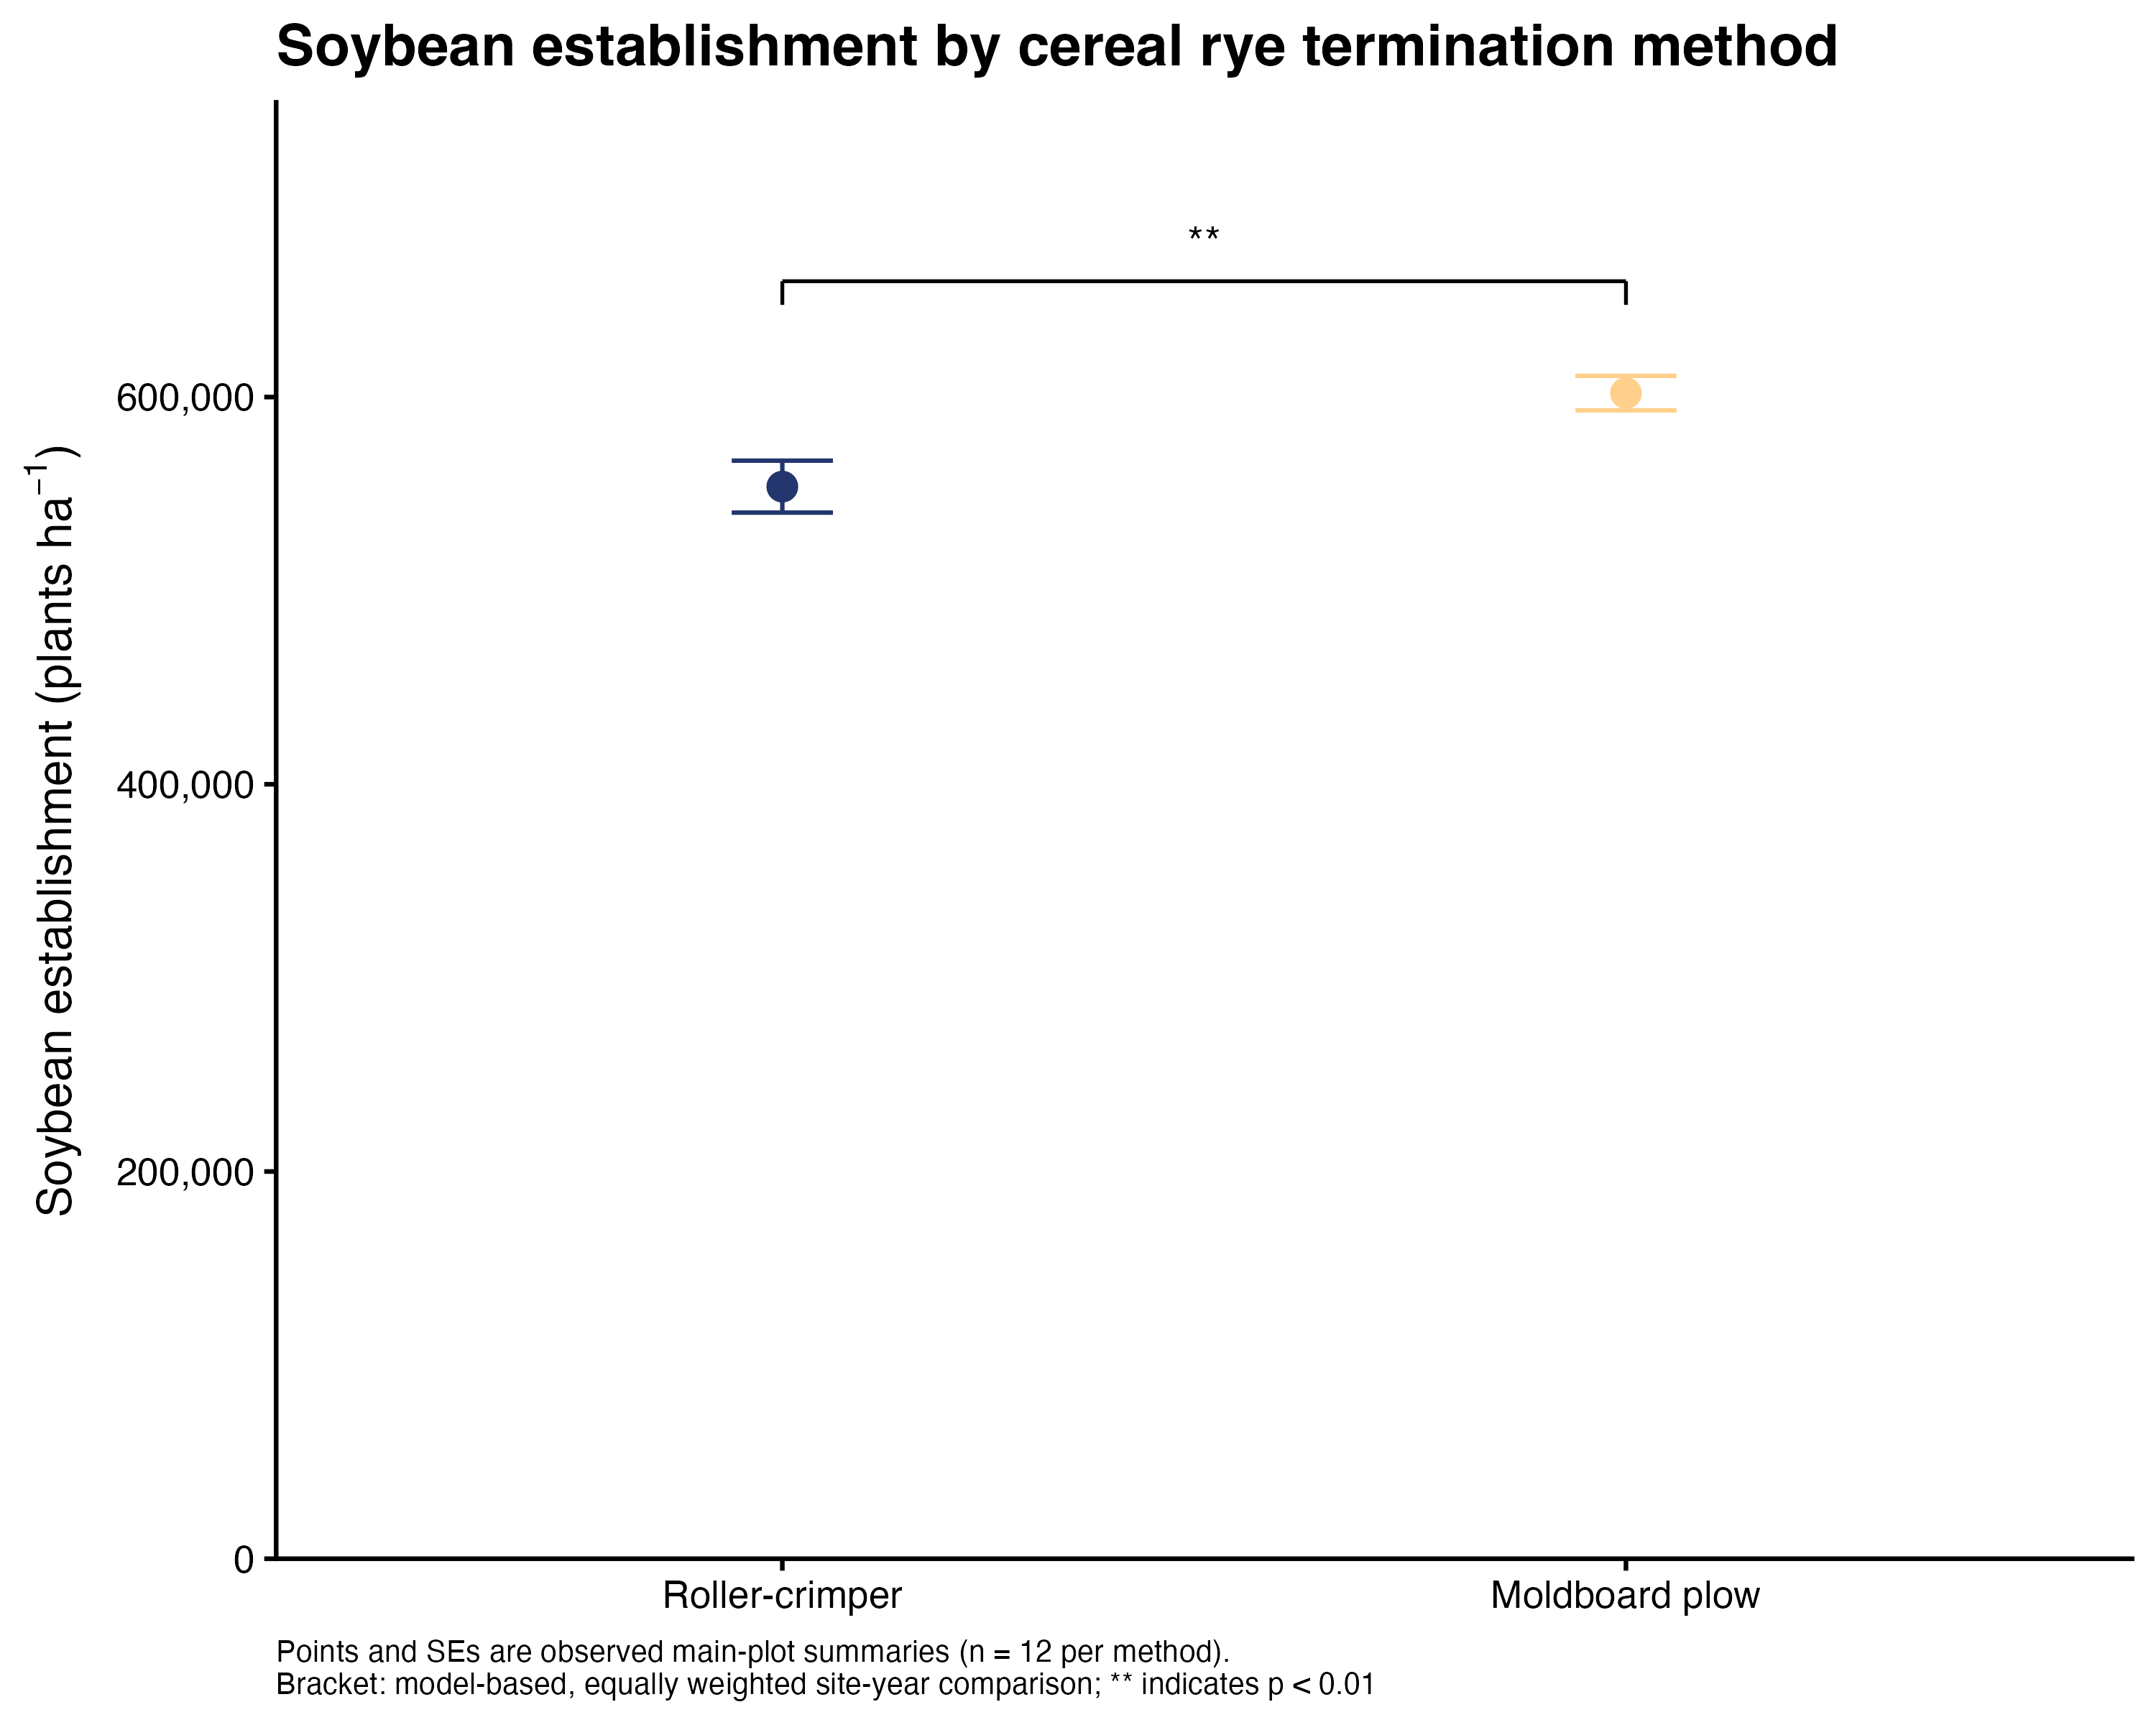 Soybean establishment by cereal rye termination method
**
Soybean establishment (plants ha⁻¹)
600,000
400,000
200,000
0
Roller-crimper Moldboard plow
Points and SEs are observed main-plot summaries (n = 12 per method).
Bracket: model-based, equally weighted site-year comparison; ** indicates p < 0.01